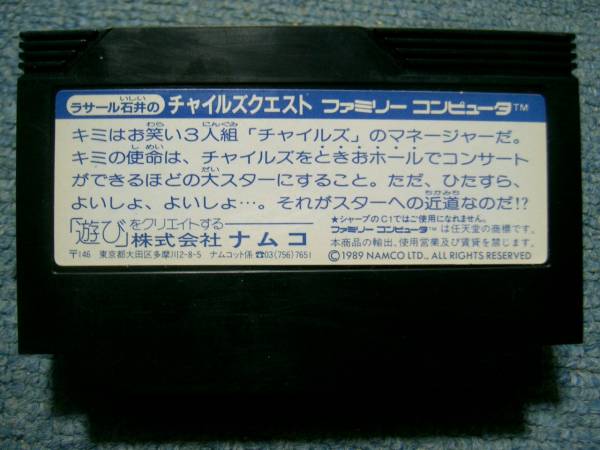 ラサール石井の チャイルズクエスト ファミリー コンピュータ™
キミはお笑い3人組「チャイルズ」のマネージャーだ。
キミの使命は、チャイルズをときおホールでコンサート
ができるほどの大スターにすること。ただ、ひたすら、
よいしょ、よいしょ…。それがスターへの近道なのだ!?
「遊び」をクリエイトする
株式会社 ナムコ
〒146 東京都大田区多摩川2-8-5 ナムコット係 ☎03(756)7651
★シャープのC1ではご使用になれません。
ファミリー コンピュータ™は任天堂の商標です。
本商品の輸出、使用営業及び賃貸を禁じます。
©1989 NAMCO LTD., ALL RIGHTS RESERVED